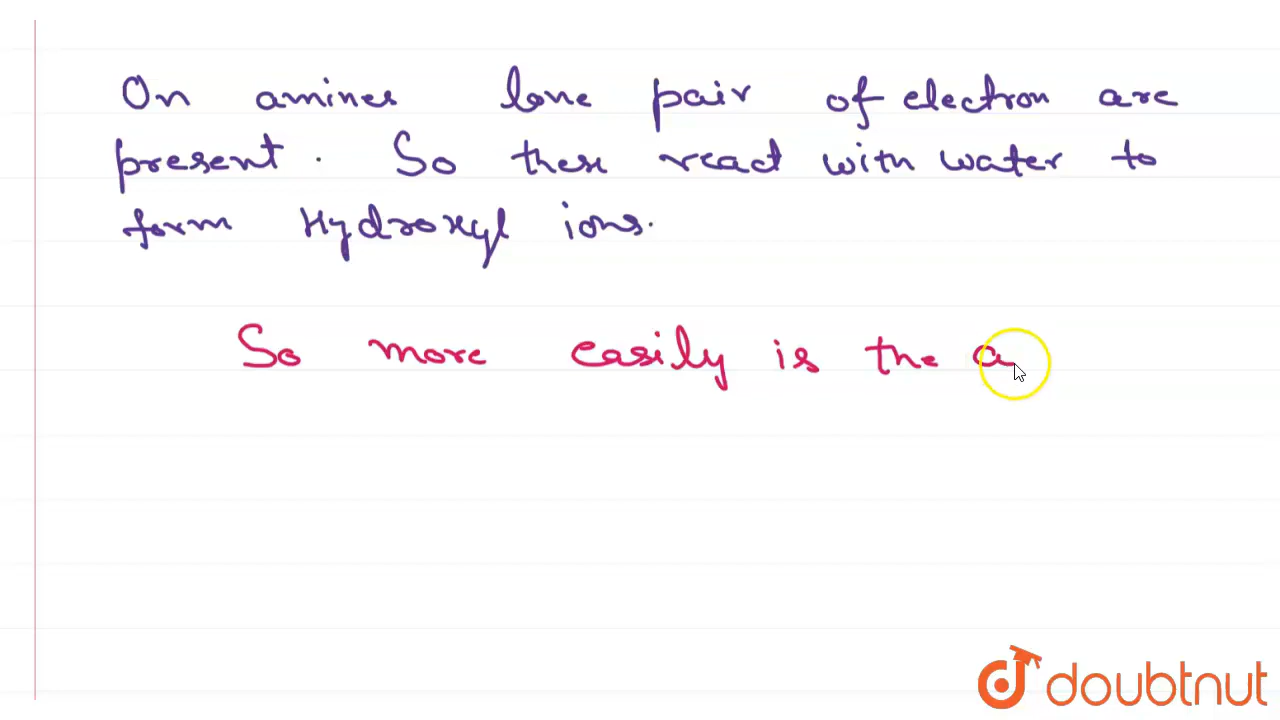 On amines lone pair of electron are
present. So these react with water to
form Hydroxyl ions.
So more easily is the a
doubtnut